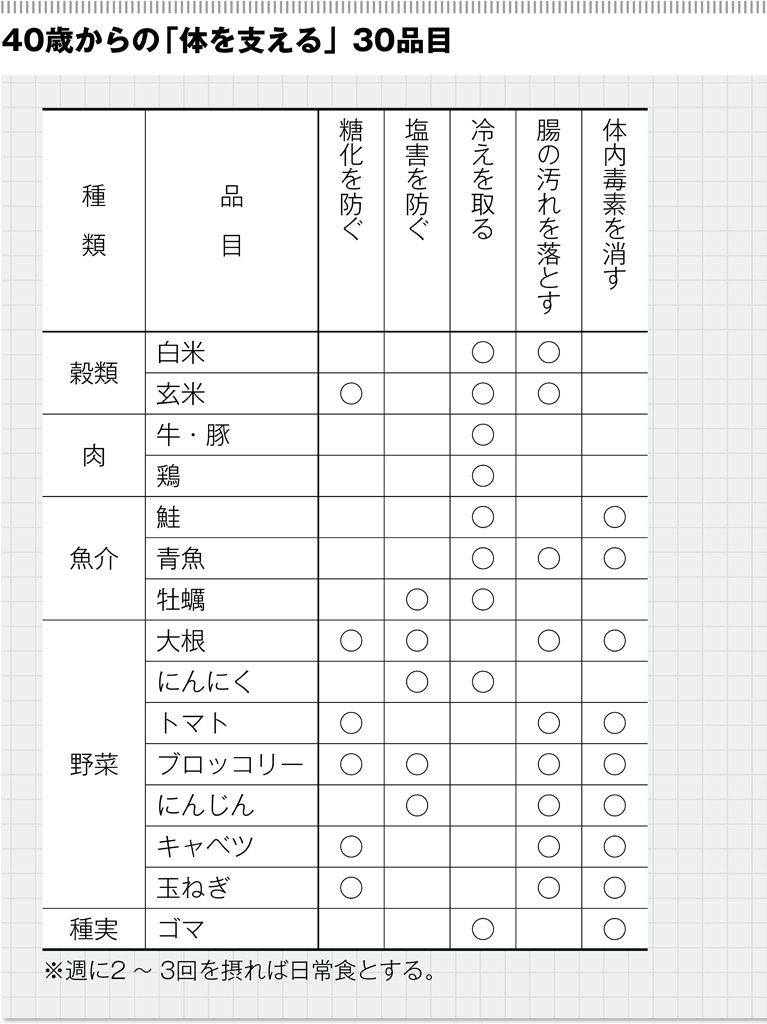 40歳からの「体を支える」30品目
種類 品目 糖化を防ぐ 塩害を防ぐ 冷えを取る 腸の汚れを落とす 体内毒素を消す
穀類 白米 ○ ○
玄米 ○ ○ ○
肉 牛・豚 ○
鶏 ○
魚介 鮭 ○ ○
青魚 ○ ○ ○
牡蠣 ○ ○
野菜 大根 ○ ○ ○ ○
にんにく ○ ○
トマト ○ ○ ○
ブロッコリー ○ ○ ○ ○
にんじん ○ ○ ○
キャベツ ○ ○ ○
玉ねぎ ○ ○ ○
種実 ゴマ ○ ○
※週に2 〜 3回を摂れば日常食とする。